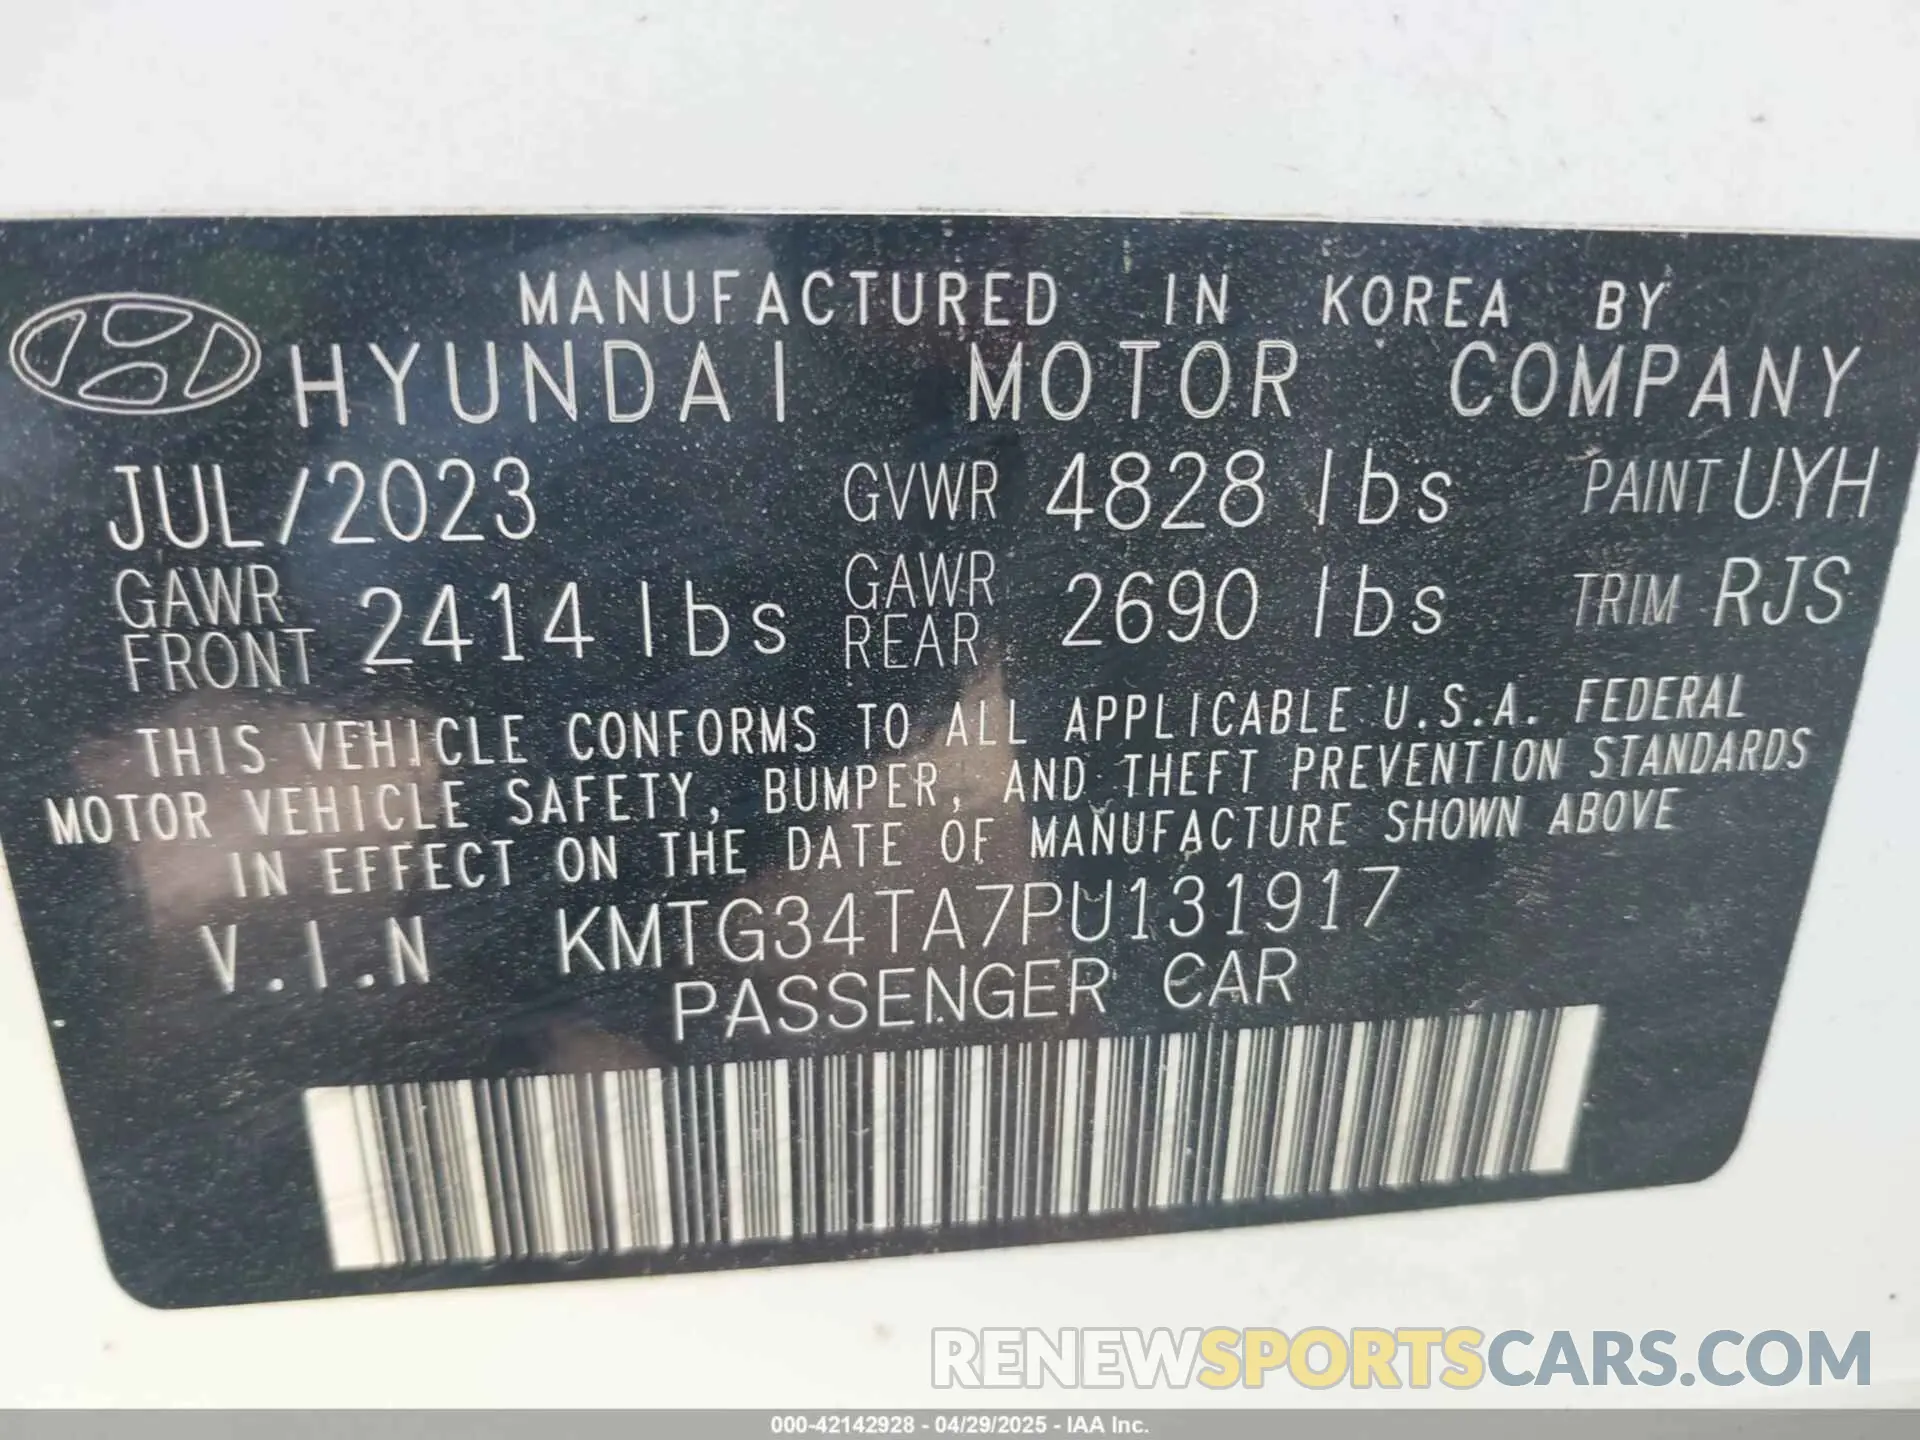 MANUFACTURED IN KOREA BY
HYUNDAI MOTOR COMPANY
JUL/2023 GVWR 4828 lbs PAINT UYH
GAWR FRONT 2414 lbs GAWR REAR 2690 lbs TRIM RJS
THIS VEHICLE CONFORMS TO ALL APPLICABLE U.S.A. FEDERAL
MOTOR VEHICLE SAFETY, BUMPER, AND THEFT PREVENTION STANDARDS
IN EFFECT ON THE DATE OF MANUFACTURE SHOWN ABOVE
V.I.N KMTG34TA7PU131917
PASSENGER CAR
RENEWSPORTSCARS.COM
000-42142928 - 04/29/2025 - IAA Inc.